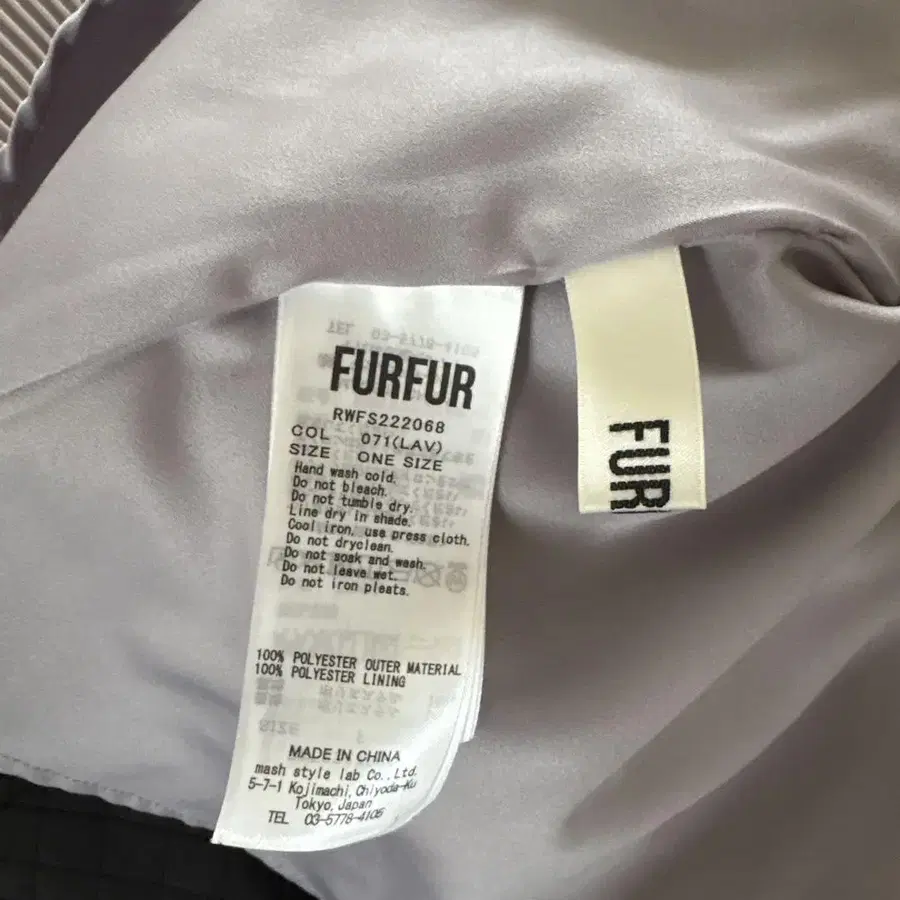 FURFUR
RWFS222068
COL 071(LAV)
SIZE ONE SIZE
Hand wash cold.
Do not bleach.
Do not tumble dry.
Line dry in shade.
Cool iron, use press cloth.
Do not dryclean.
Do not soak and wash.
Do not leave wet.
Do not iron pleats.
100% POLYESTER OUTER MATERIAL
100% POLYESTER LINING
MADE IN CHINA
mash style lab Co., Ltd.
5-7-1 Kojimachi, Chiyoda-Ku
Tokyo, Japan
TEL 03-5778-4105
FUR